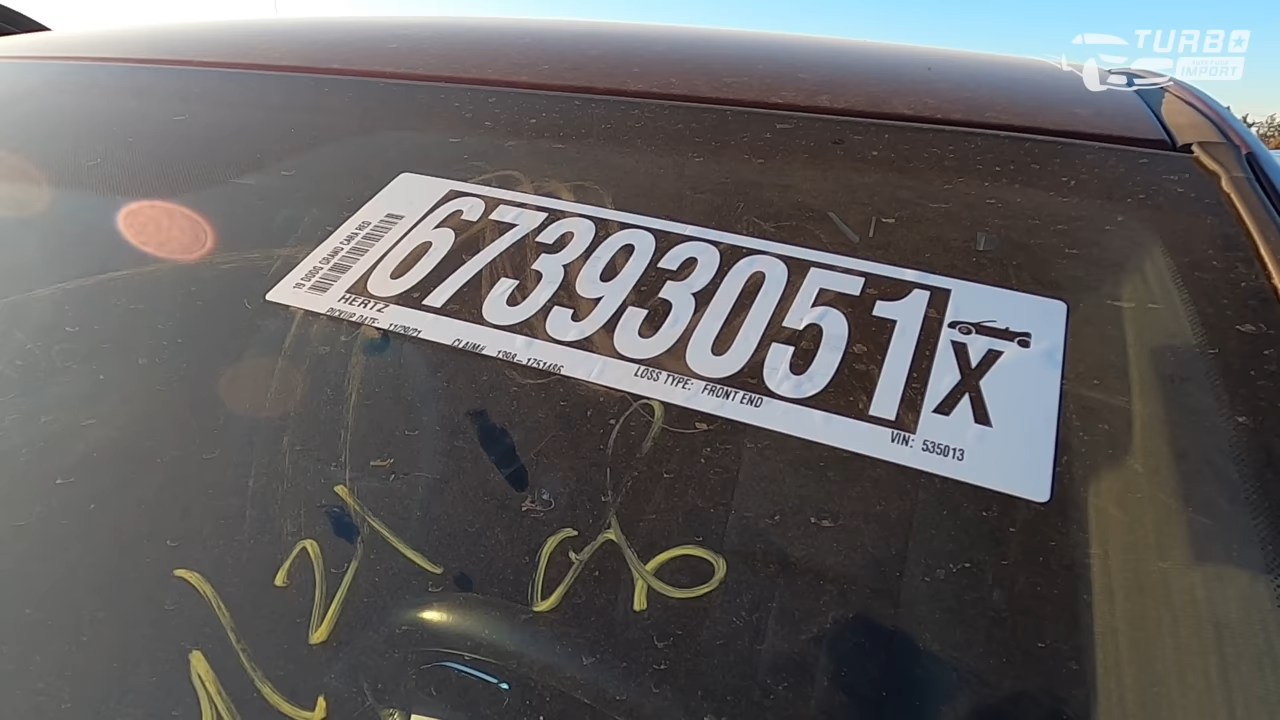 TURBO
IMPORT
19 DODG GRAND CARA RED
67393051
X
HERTZ
PICKUP DATE: 11/29/21
CLAIM# 1398-1751486
LOSS TYPE: FRONT END
VIN: 535013